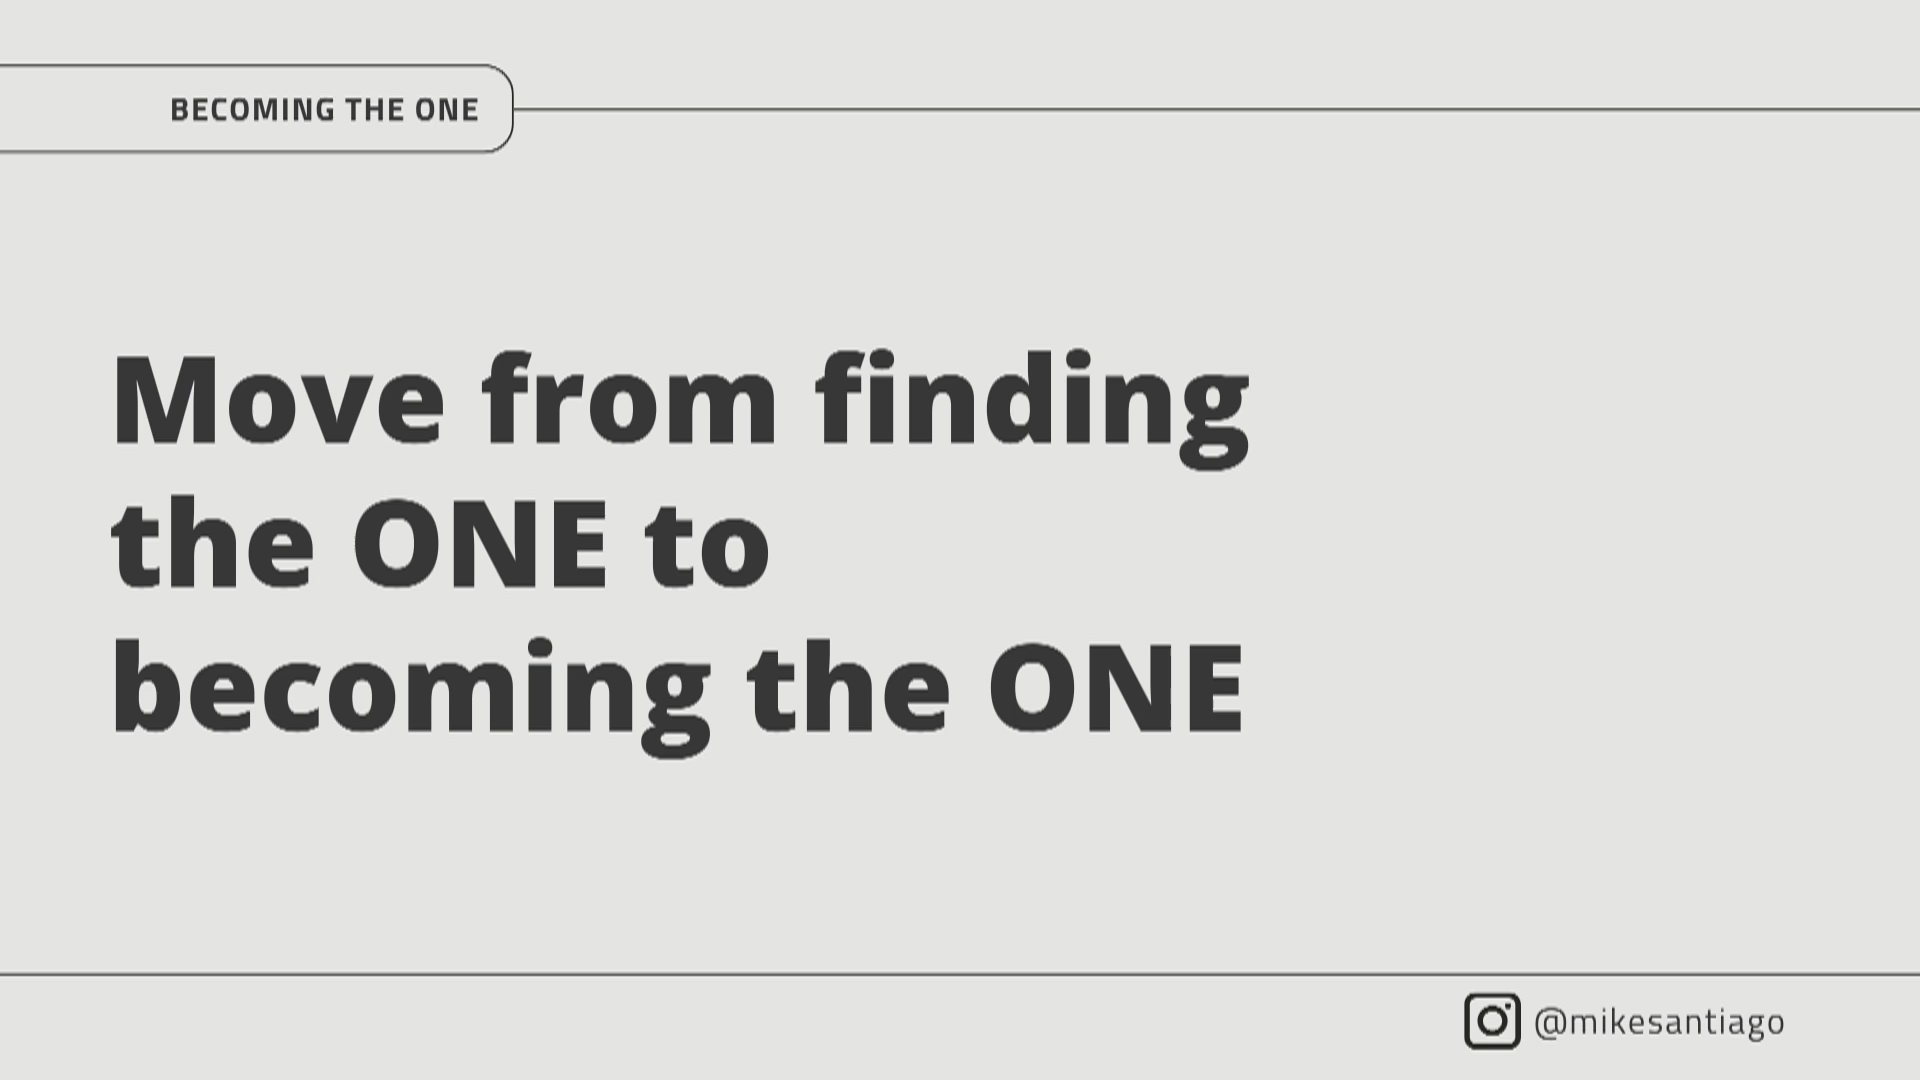 BECOMING THE ONE
Move from finding
the ONE to
becoming the ONE
@mikesantiago